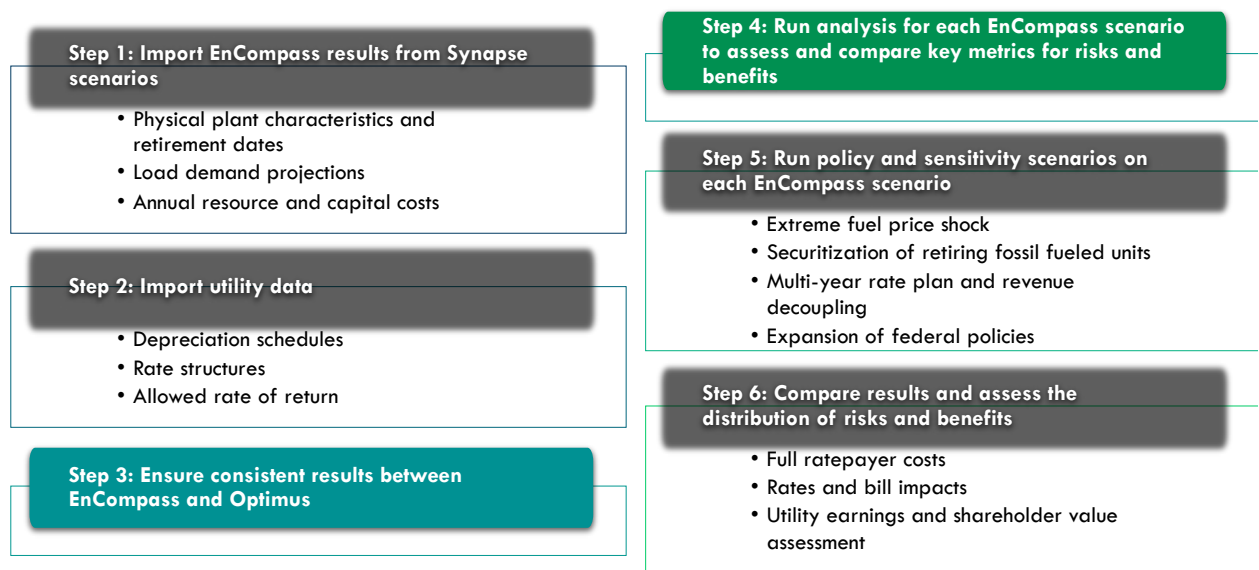 Step 1: Import EnCompass results from Synapse
scenarios
• Physical plant characteristics and
retirement dates
• Load demand projections
• Annual resource and capital costs
Step 2: Import utility data
• Depreciation schedules
• Rate structures
• Allowed rate of return
Step 3: Ensure consistent results between
EnCompass and Optimus
Step 4: Run analysis for each EnCompass scenario
to assess and compare key metrics for risks and
benefits
Step 5: Run policy and sensitivity scenarios on
each EnCompass scenario
• Extreme fuel price shock
• Securitization of retiring fossil fueled units
• Multi-year rate plan and revenue
decoupling
• Expansion of federal policies
Step 6: Compare results and assess the
distribution of risks and benefits
• Full ratepayer costs
• Rates and bill impacts
• Utility earnings and shareholder value
assessment